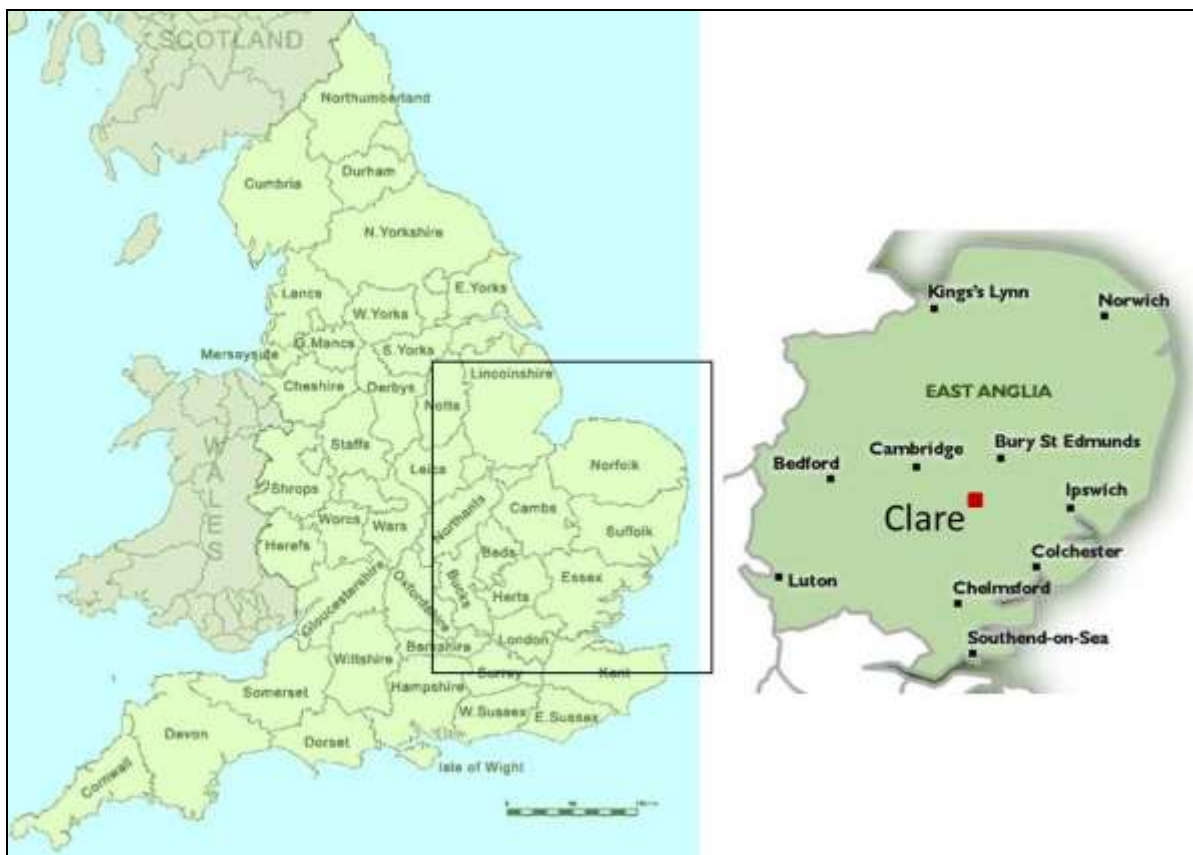 SCOTLAND
Northumberland
Cumbria
Durham
N.Yorkshire
Lancs
E.Yorks
W.Yorks
G.Mancs
S.Yorks
Merseyside
Cheshire
Derbys
Notts
Lincolnshire
WALES
Staffs
Leics
Norfolk
Shrops
Northants
Cambs
Worcs
Wars
Suffolk
Herefs
Beds
Gloucestershire
Oxfordshire
Bucks
Essex
Herts
London
Berkshire
Wiltshire
Surrey
Kent
Somerset
Hampshire
W.Sussex
E.Sussex
Devon
Dorset
Cornwall
Isle of Wight
King's Lynn
Norwich
EAST ANGLIA
Cambridge
Bury St Edmunds
Bedford
Ipswich
Clare
Colchester
Luton
Chelmsford
Southend-on-Sea